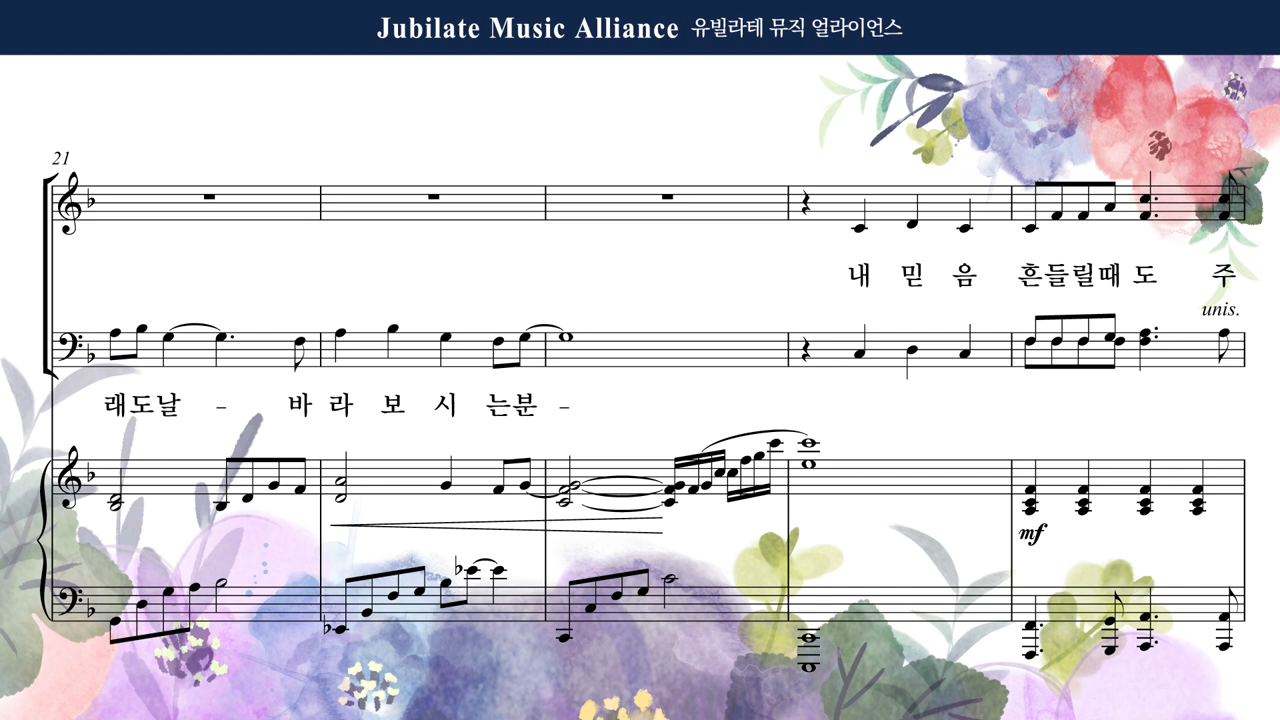 Jubilate Music Alliance 유빌라테 뮤직 얼라이언스
21
내 믿 음 흔들릴때 도 주
unis.
래도날 - 바 라 보 시 는분 -
mf